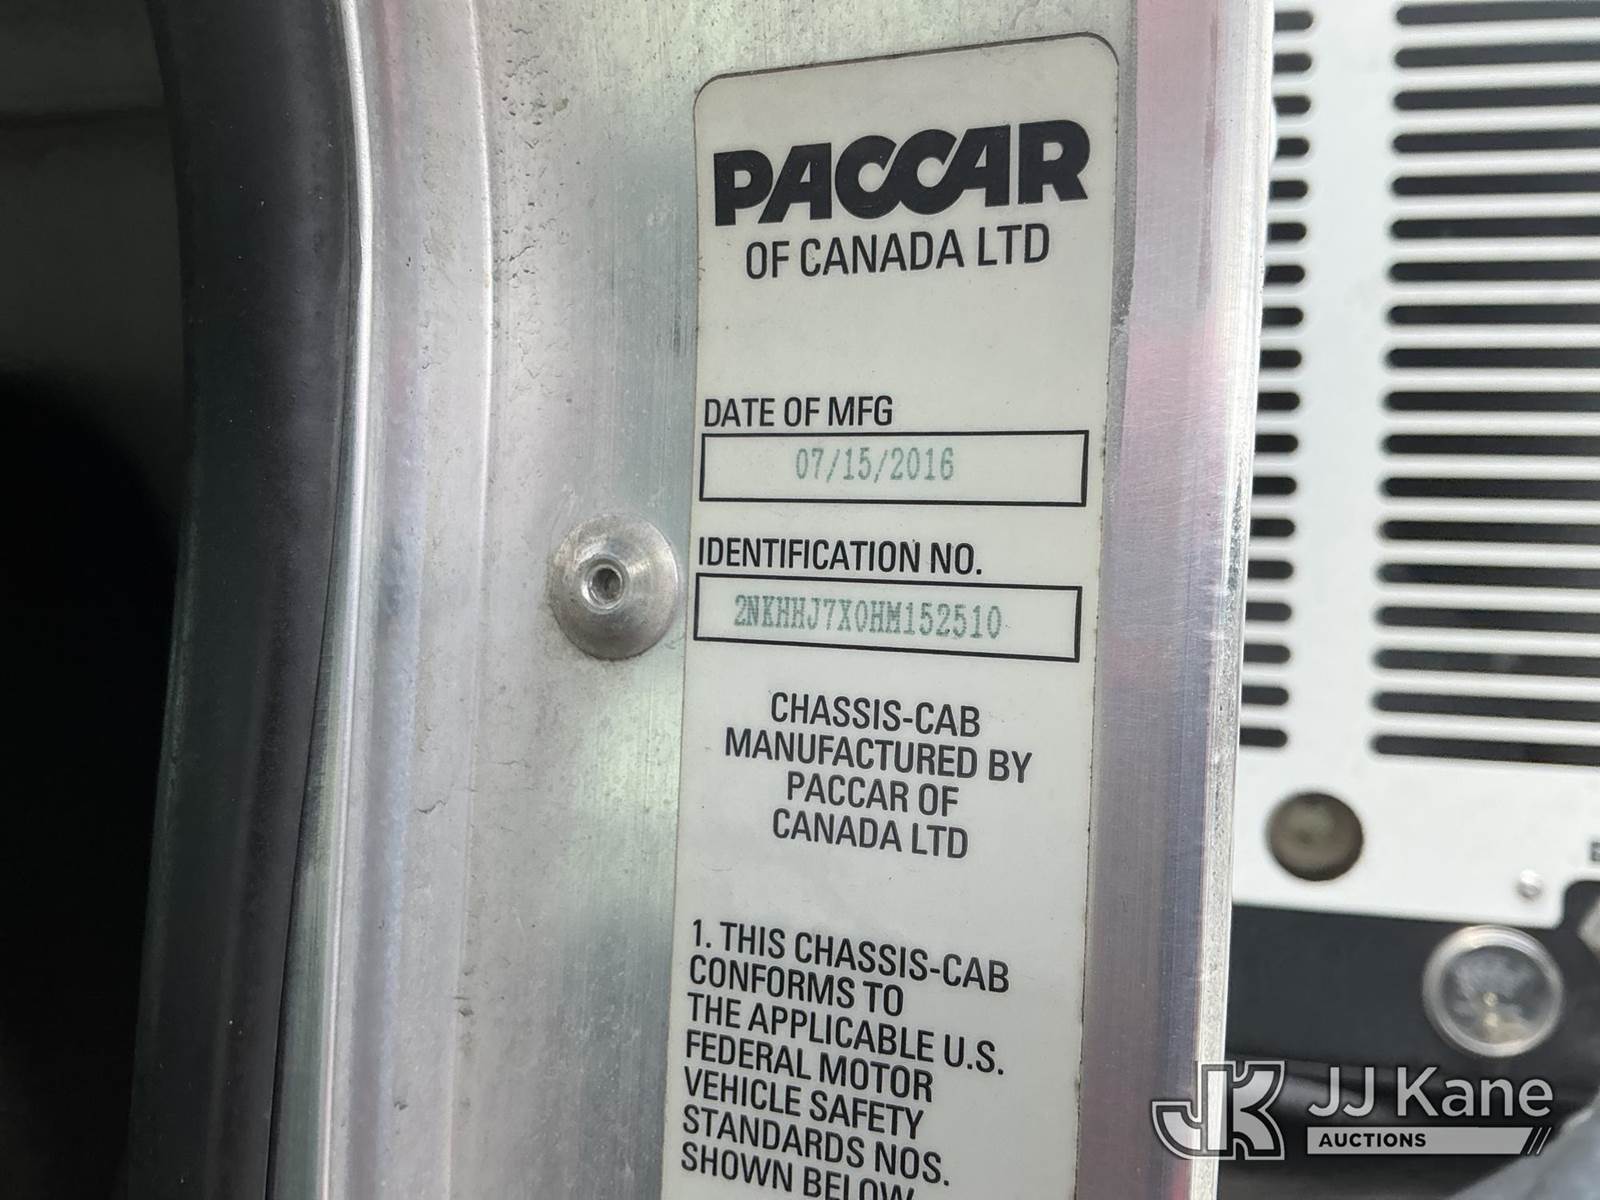 PACCAR
OF CANADA LTD
DATE OF MFG
07/15/2016
IDENTIFICATION NO.
2NKHHJ7X0HM152510
CHASSIS-CAB
MANUFACTURED BY
PACCAR OF
CANADA LTD
1. THIS CHASSIS-CAB
CONFORMS TO
THE APPLICABLE U.S.
FEDERAL MOTOR
VEHICLE SAFETY
STANDARDS NOS.
SHOWN BELOW
JK JJ Kane
AUCTIONS